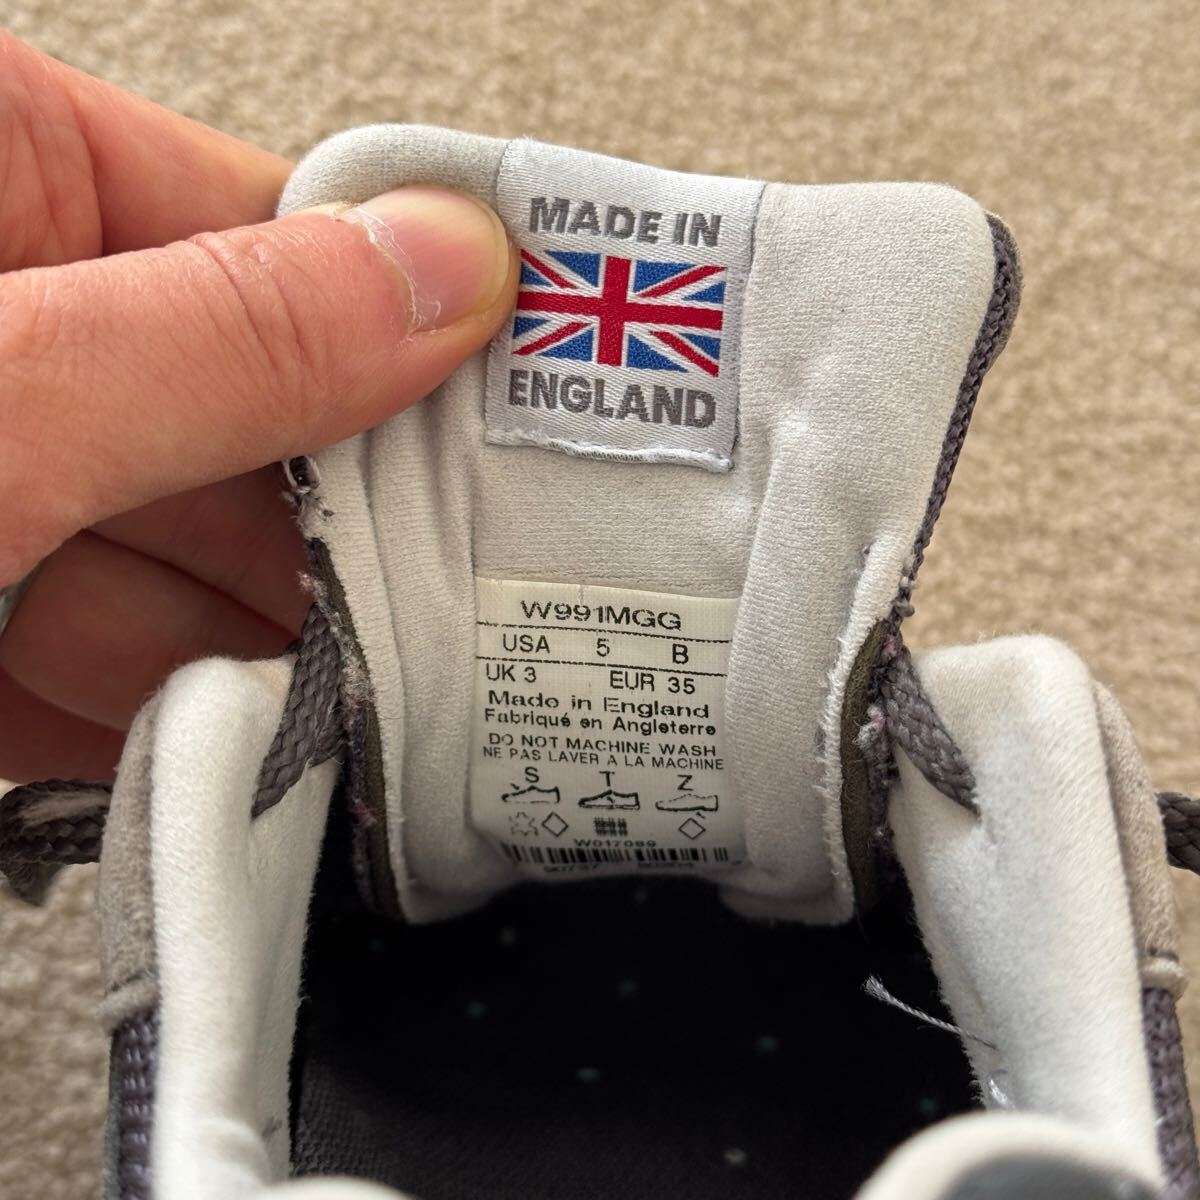 MADE IN
ENGLAND
W991MGG
USA 5 B
UK 3 EUR 35
Made in England
Fabriqué en Angleterre
DO NOT MACHINE WASH
NE PAS LAVER A LA MACHINE
S T Z
W017089